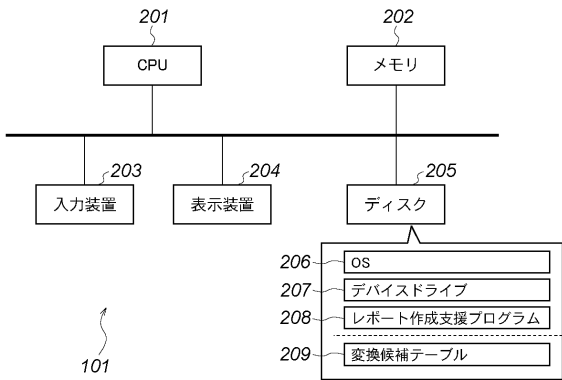 201
202
CPU
メモリ
203
204
205
入力装置
表示装置
ディスク
206
OS
207
デバイスドライブ
208
レポート作成支援プログラム
209
変換候補テーブル
101